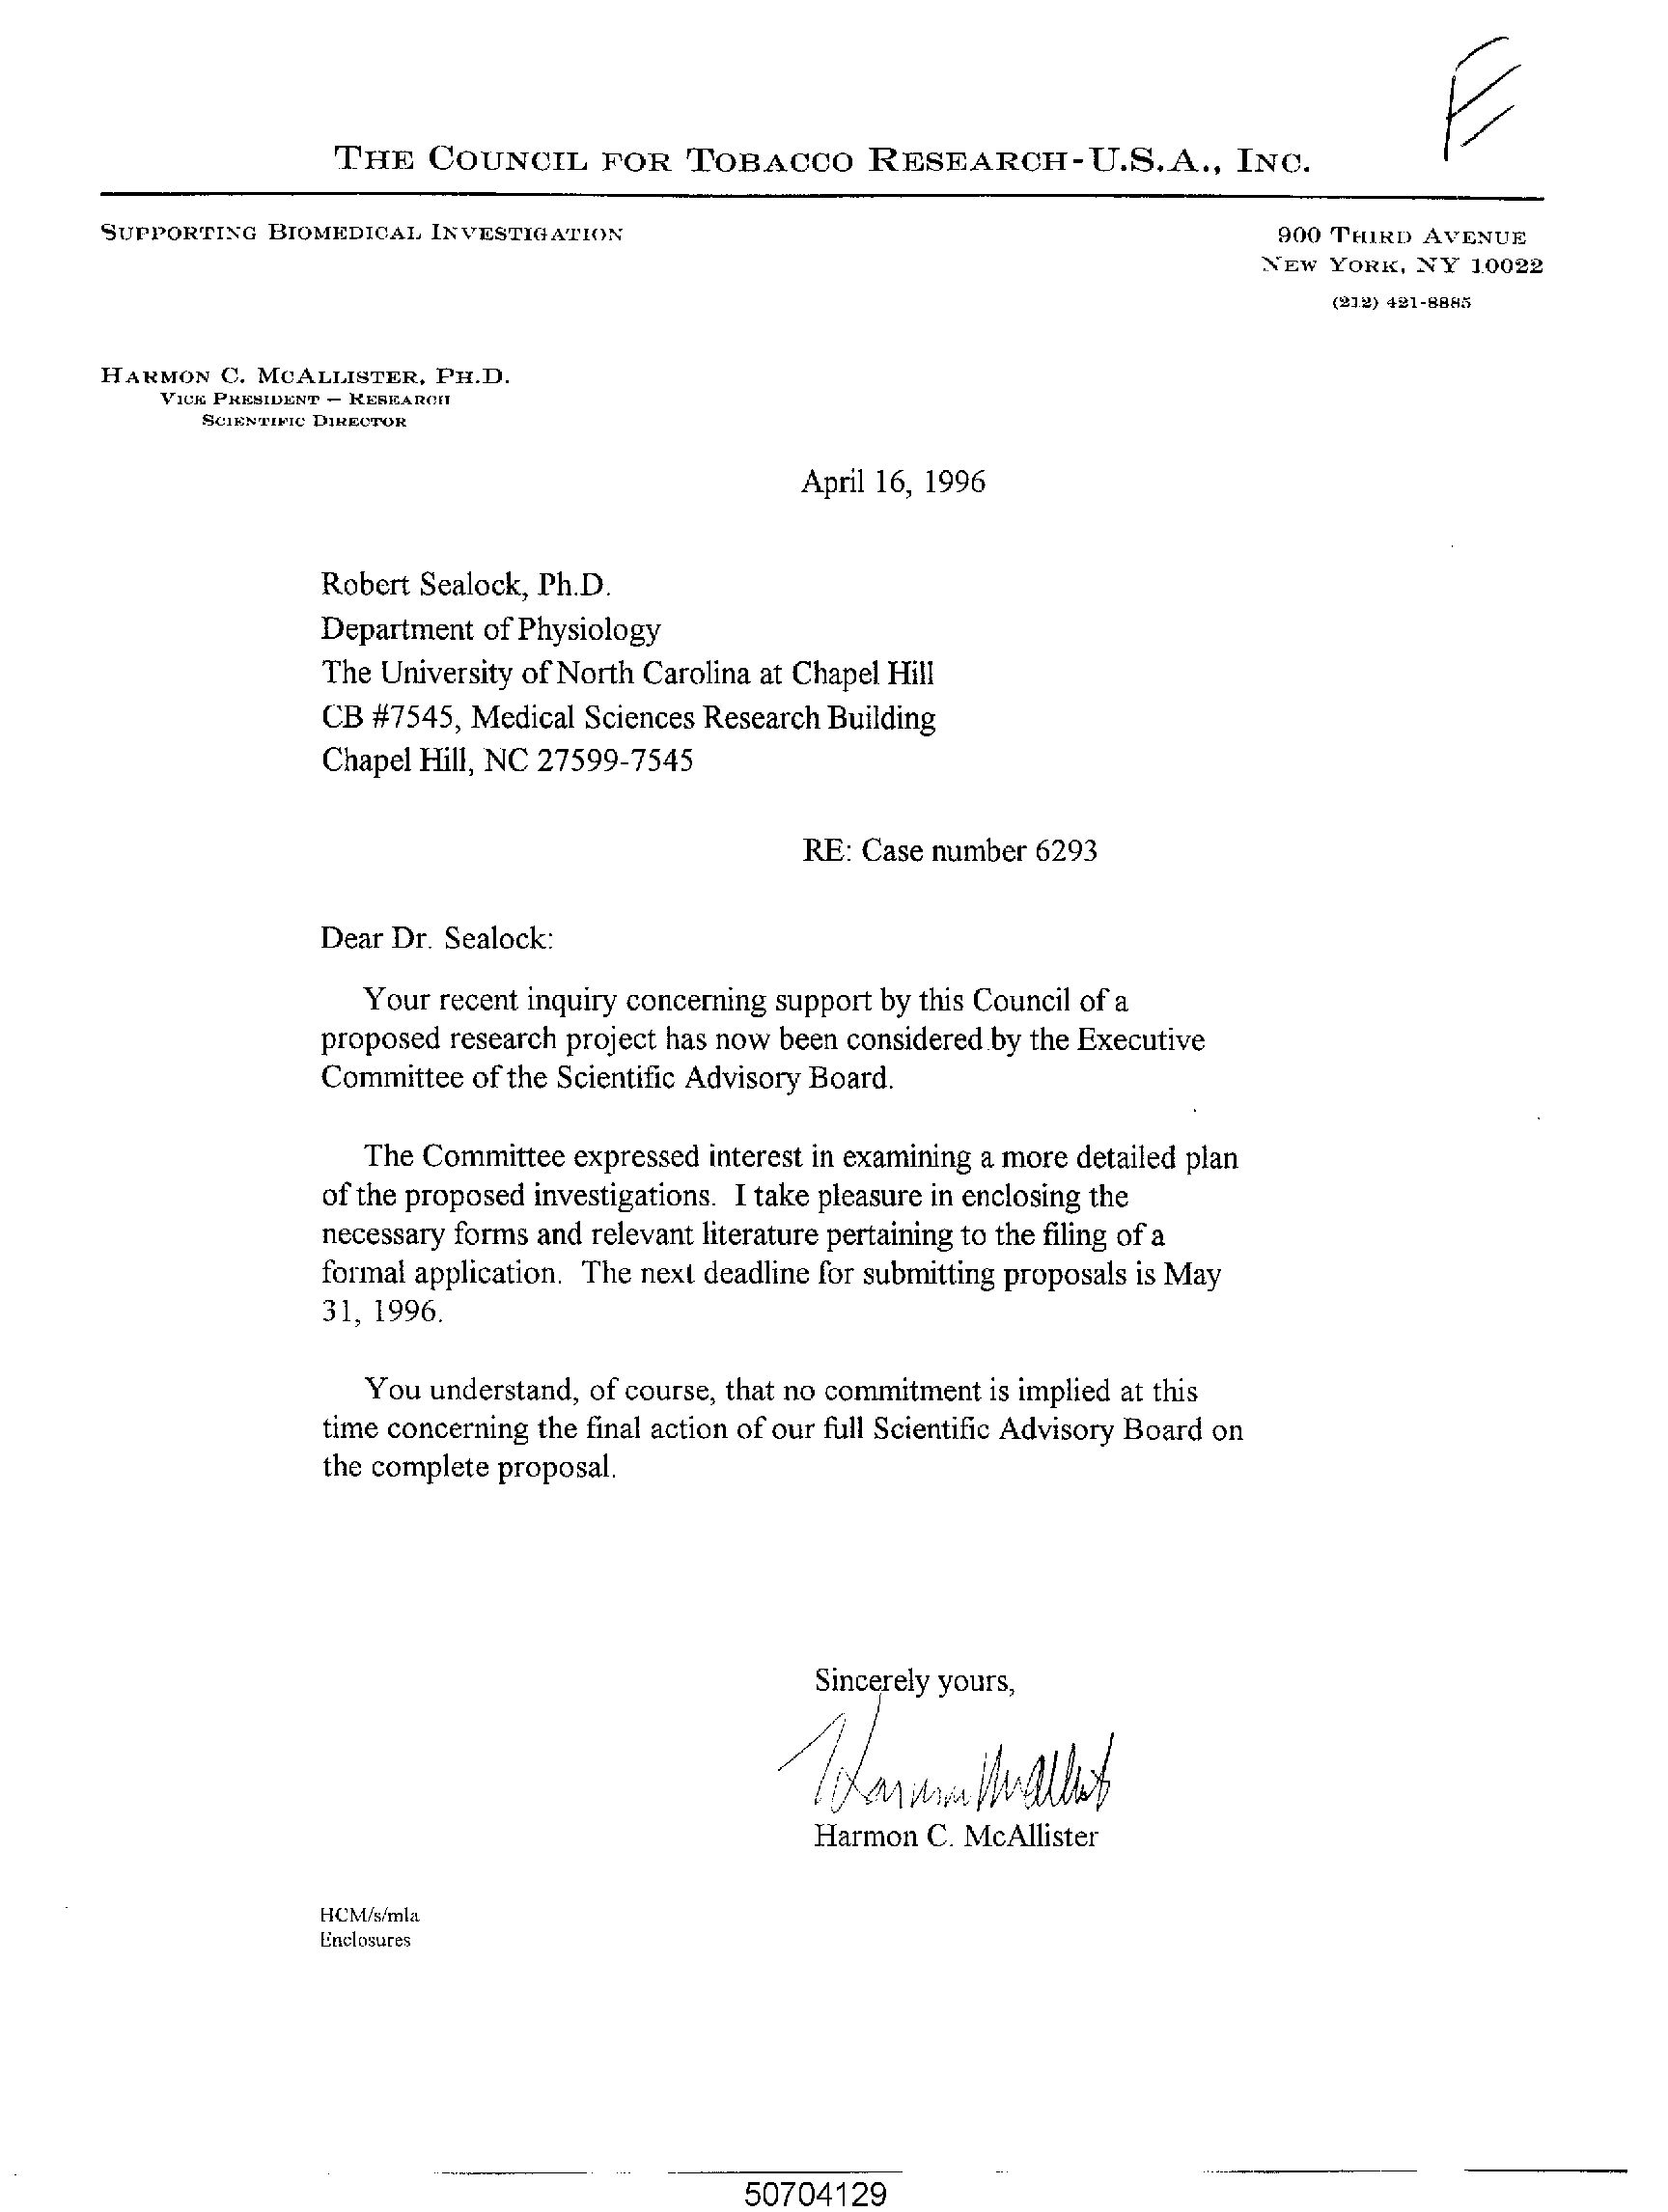 THE COUNCIL FOR TOBACCO RESEARCH-U.S.A., INC.
SUPPORTING BIOMEDICAL INVESTIGATION
900 THIRD AVENUE
NEW YORK, NY 10022
(212) 421-8885
HARMON C. MCALLISTER, PH.D.
VICE PRESIDENT – RESEARCH
SCIENTIFIC DIRECTOR
April 16, 1996
Robert Sealock, Ph.D.
Department of Physiology
The University of North Carolina at Chapel Hill
CB #7545, Medical Sciences Research Building
Chapel Hill, NC 27599-7545
RE: Case number 6293
Dear Dr. Sealock:
Your recent inquiry concerning support by this Council of a
proposed research project has now been considered by the Executive
Committee of the Scientific Advisory Board.
The Committee expressed interest in examining a more detailed plan
of the proposed investigations. I take pleasure in enclosing the
necessary forms and relevant literature pertaining to the filing of a
formal application. The next deadline for submitting proposals is May
31, 1996.
You understand, of course, that no commitment is implied at this
time concerning the final action of our full Scientific Advisory Board on
the complete proposal.
Sincerely yours,
Harmon C. McAllister
HCM/s/mla
Enclosures
50704129